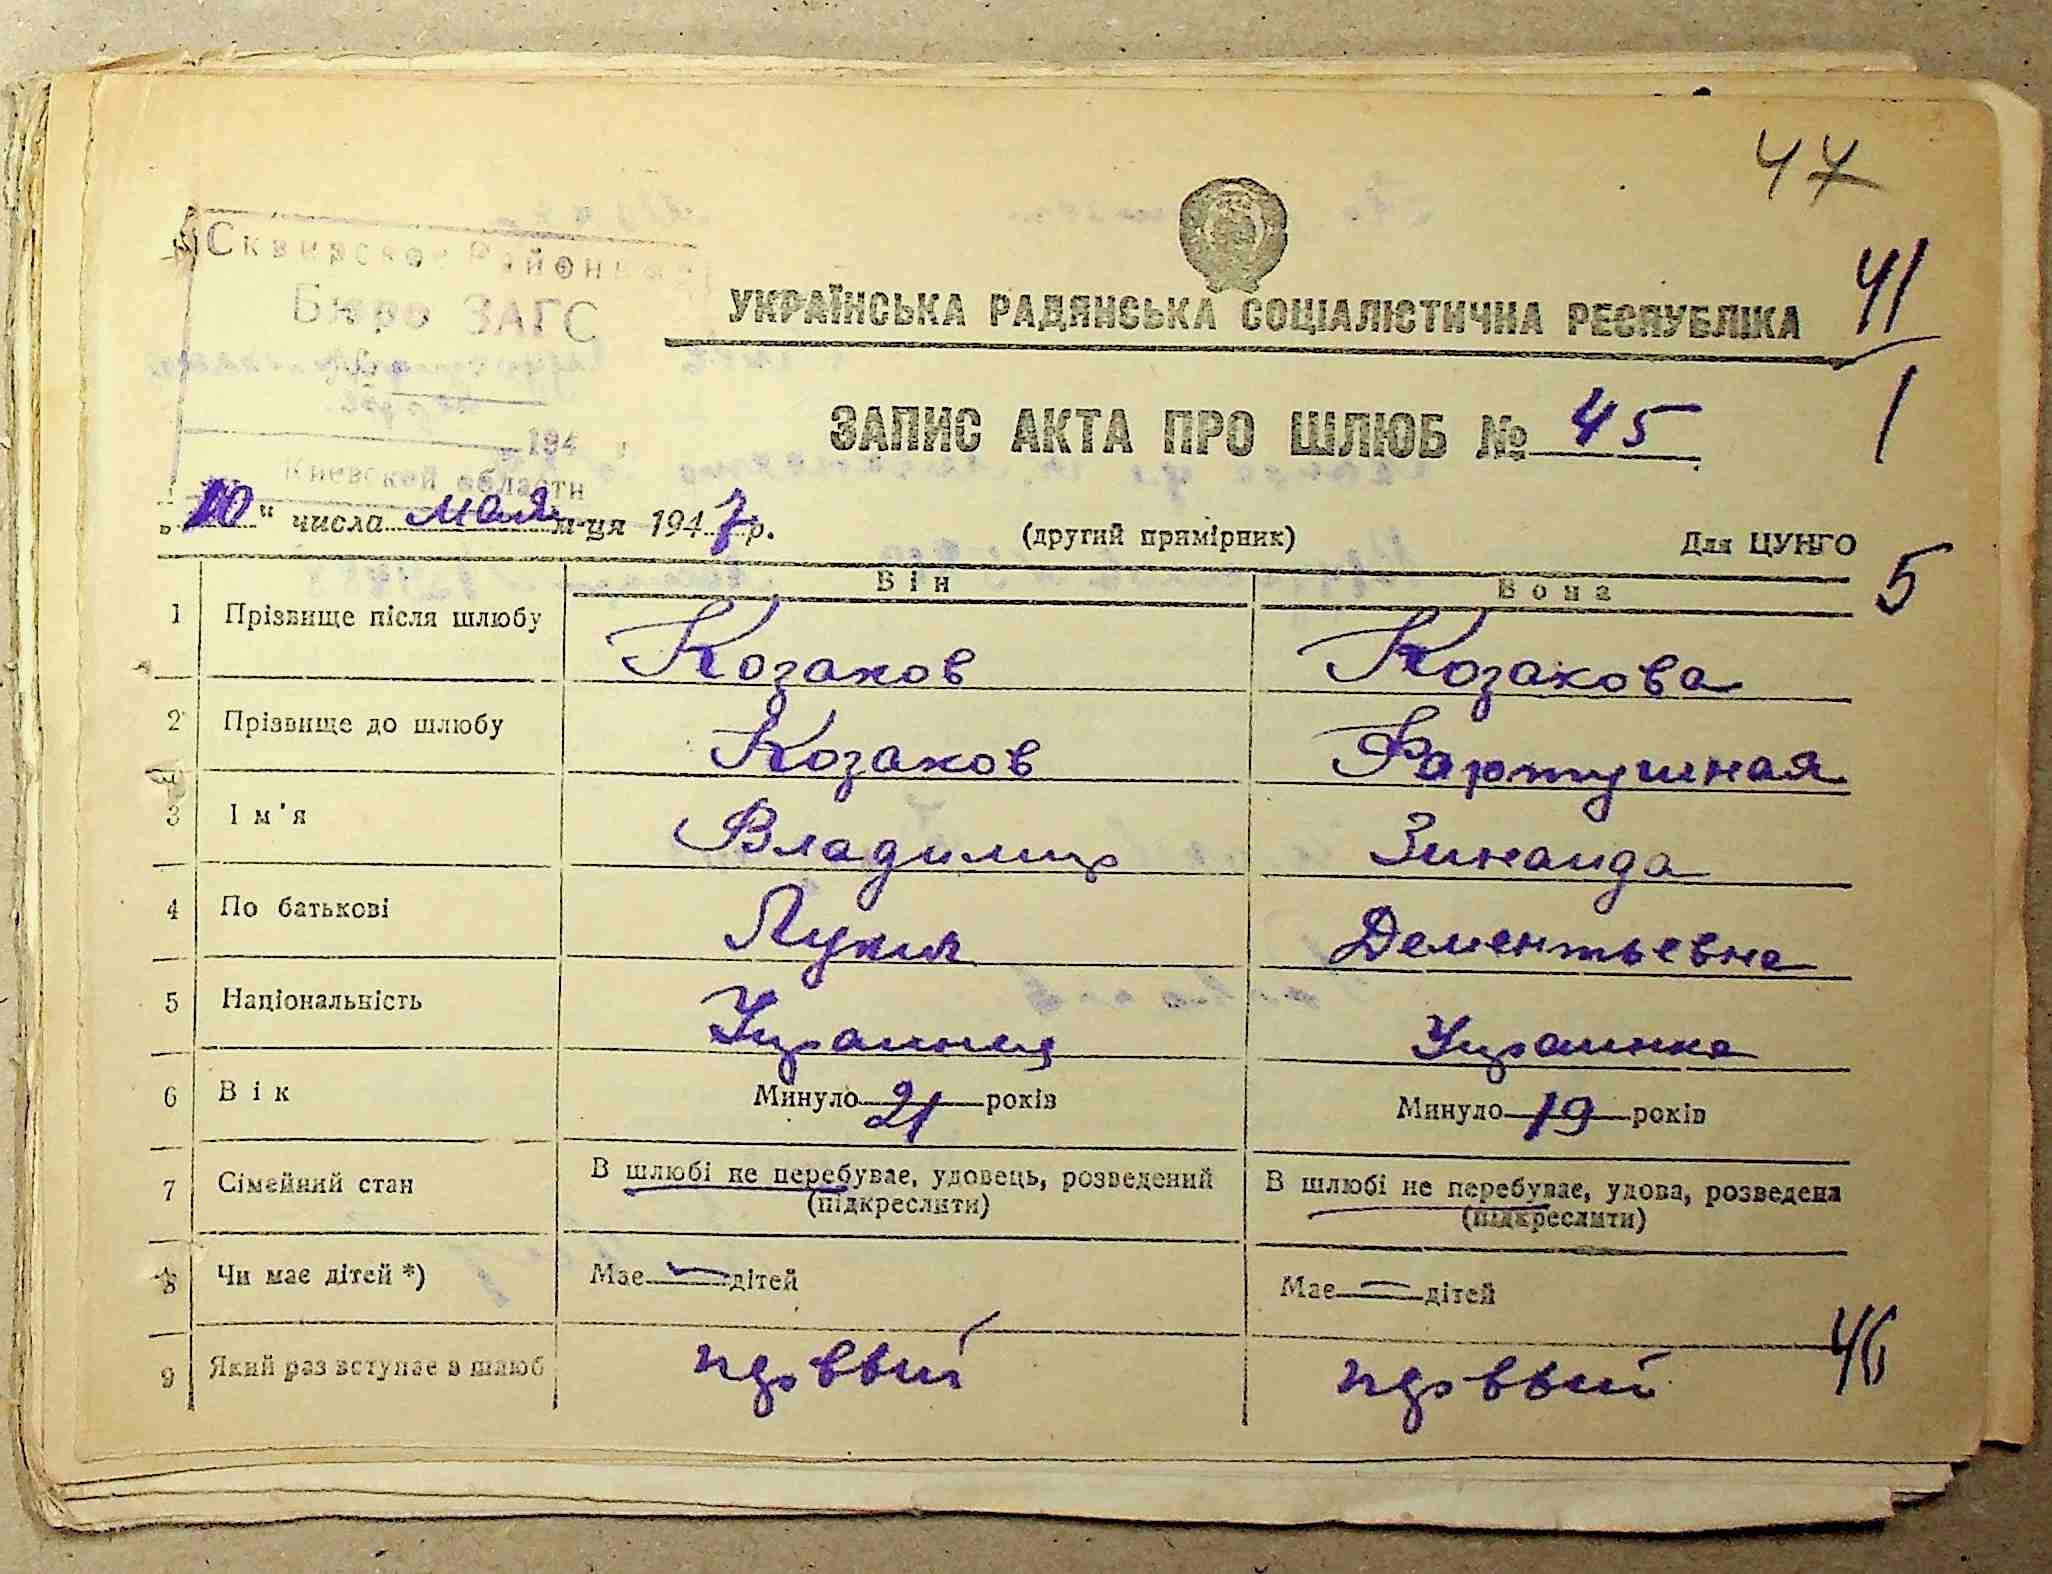 47
41
1
5
46
Сквирское Район
Бюро ЗАГС
194
Киевской области
УКРАЇНСЬКА РАДЯНСЬКА СОЦІАЛІСТИЧНА РЕСПУБЛІКА
ЗАПИС АКТА ПРО ШЛЮБ № 45
„10" числа мая м-ця 1947 р.
(другий примірник)
Для ЦУНГО
Він Вона
1 Прізвище після шлюбу Козаков Козакова
2 Прізвище до шлюбу Козаков Фартушная
3 Ім'я Владимир Зинаида
4 По батькові Лукич Дементьевна
5 Національність Украинец Украинка
6 Вік Минуло 21 років Минуло 19 років
7 Сімейний стан В шлюбі не перебуває, удовець, розведений В шлюбі не перебуває, удова, розведена
(підкреслити) (підкреслити)
8 Чи має дітей *) Має — дітей Має — дітей
9 Який раз вступає в шлюб первый первый